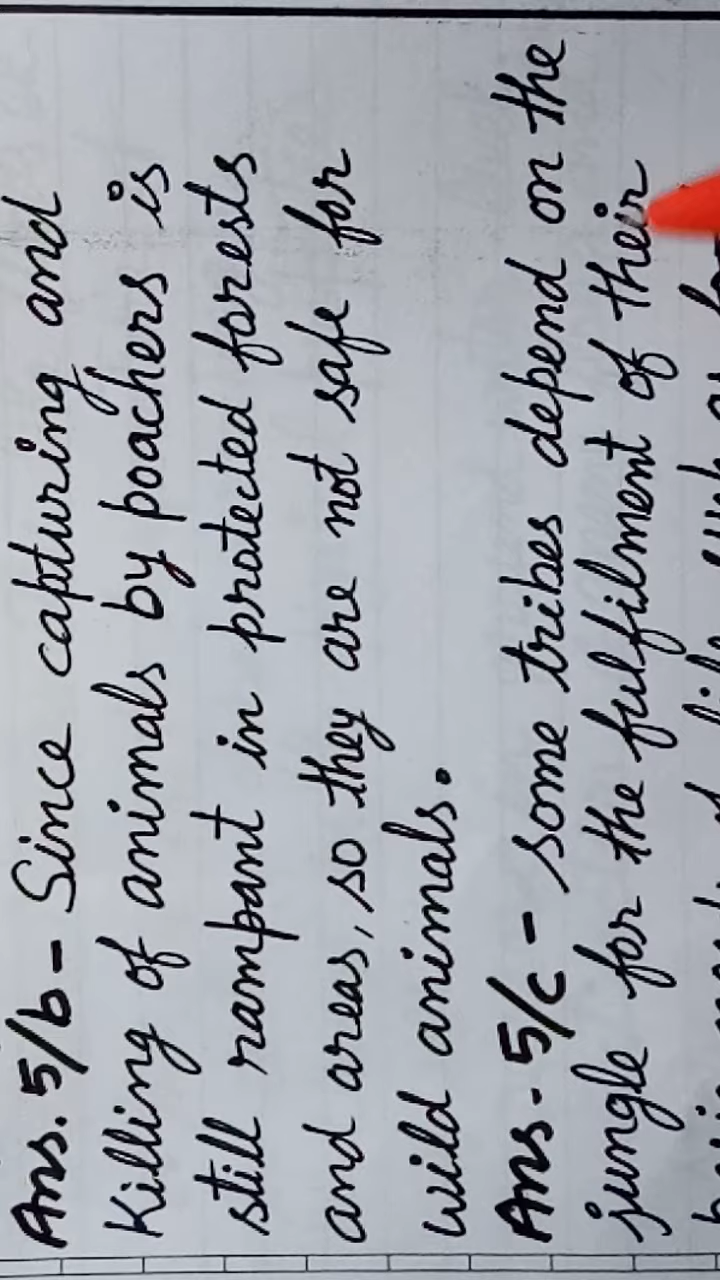 Ans. 5/b - Since capturing and
Killing of animals by poachers is
still rampant in protected forests
and areas, so they are not safe for
wild animals.
Ans - 5/c - some tribes depend on the
jungle for the fulfilment of their